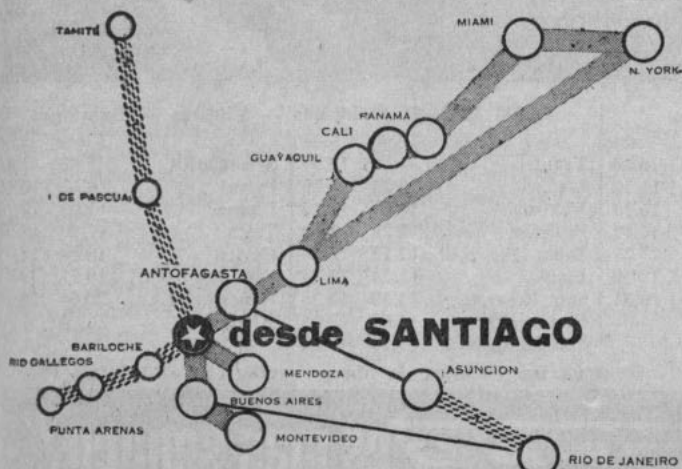 TAHITÍ
MIAMI
N. YORK
PANAMA
CALI
GUAYAQUIL
I DE PASCUA
ANTOFAGASTA
LIMA
desde SANTIAGO
BARILOCHE
RIO GALLEGOS
MENDOZA
ASUNCION
BUENOS AIRES
PUNTA ARENAS
MONTEVIDEO
RIO DE JANEIRO